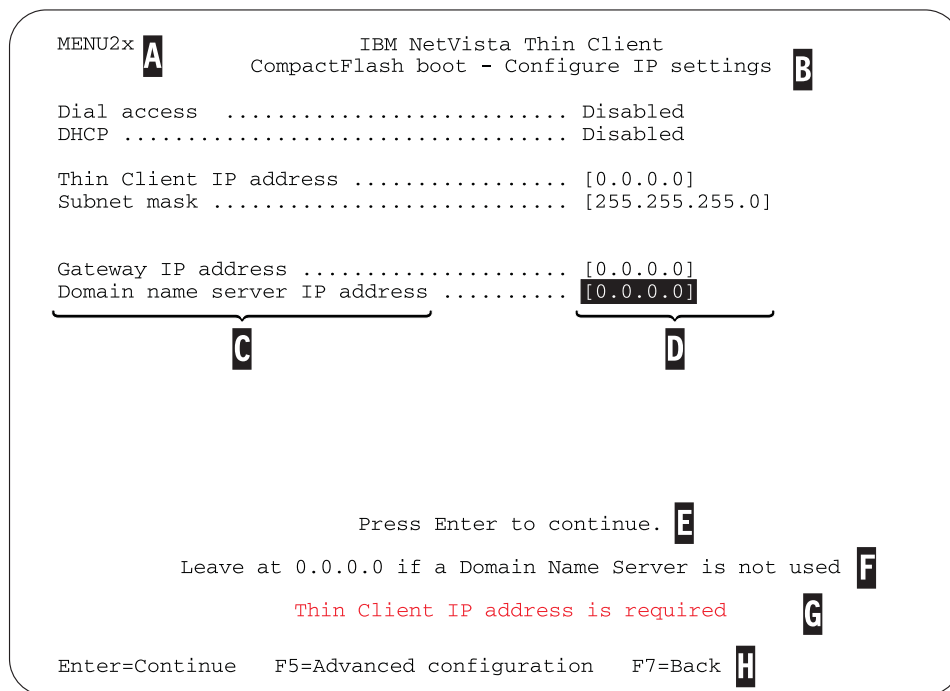 MENU2x A IBM NetVista Thin Client
CompactFlash boot - Configure IP settings B
Dial access ........................... Disabled
DHCP ................................... Disabled
Thin Client IP address ................. [0.0.0.0]
Subnet mask ............................ [255.255.255.0]
Gateway IP address ..................... [0.0.0.0]
Domain name server IP address .......... [0.0.0.0]
C D
Press Enter to continue. E
Leave at 0.0.0.0 if a Domain Name Server is not used F
Thin Client IP address is required G
Enter=Continue F5=Advanced configuration F7=Back H